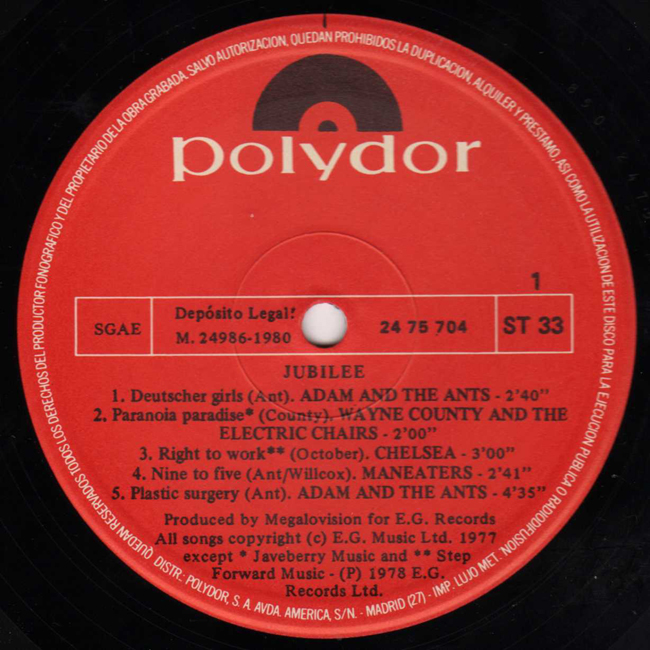 QUEDAN RESERVADOS TODOS LOS DERECHOS DEL PRODUCTOR FONOGRAFICO Y DEL PROPIETARIO DE LA OBRA GRABADA. SALVO AUTORIZACION, QUEDAN PROHIBIDOS LA DUPLICACION, ALQUILER Y PRESTAMO, ASI COMO LA UTILIZACION DE ESTE DISCO PARA LA EJECUCION PUBLICA O RADIODIFUSION
polydor
1
SGAE
Depósito Legal:
M. 24986-1980
24 75 704
ST 33
JUBILEE
1. Deutscher girls (Ant). ADAM AND THE ANTS - 2'40"
2. Paranoia paradise* (County). WAYNE COUNTY AND THE
ELECTRIC CHAIRS - 2'00"
3. Right to work** (October). CHELSEA - 3'00"
4. Nine to five (Ant/Willcox). MANEATERS - 2'41"
5. Plastic surgery (Ant). ADAM AND THE ANTS - 4'35"
Produced by Megalovision for E.G. Records
All songs copyright (c) E.G. Music Ltd. 1977
except * Javeberry Music and ** Step
Forward Music - (P) 1978 E.G.
Records Ltd.
DISTR.: POLYDOR, S. A. AVDA. AMERICA, S/N. - MADRID (27) - IMP. LUJO MET.